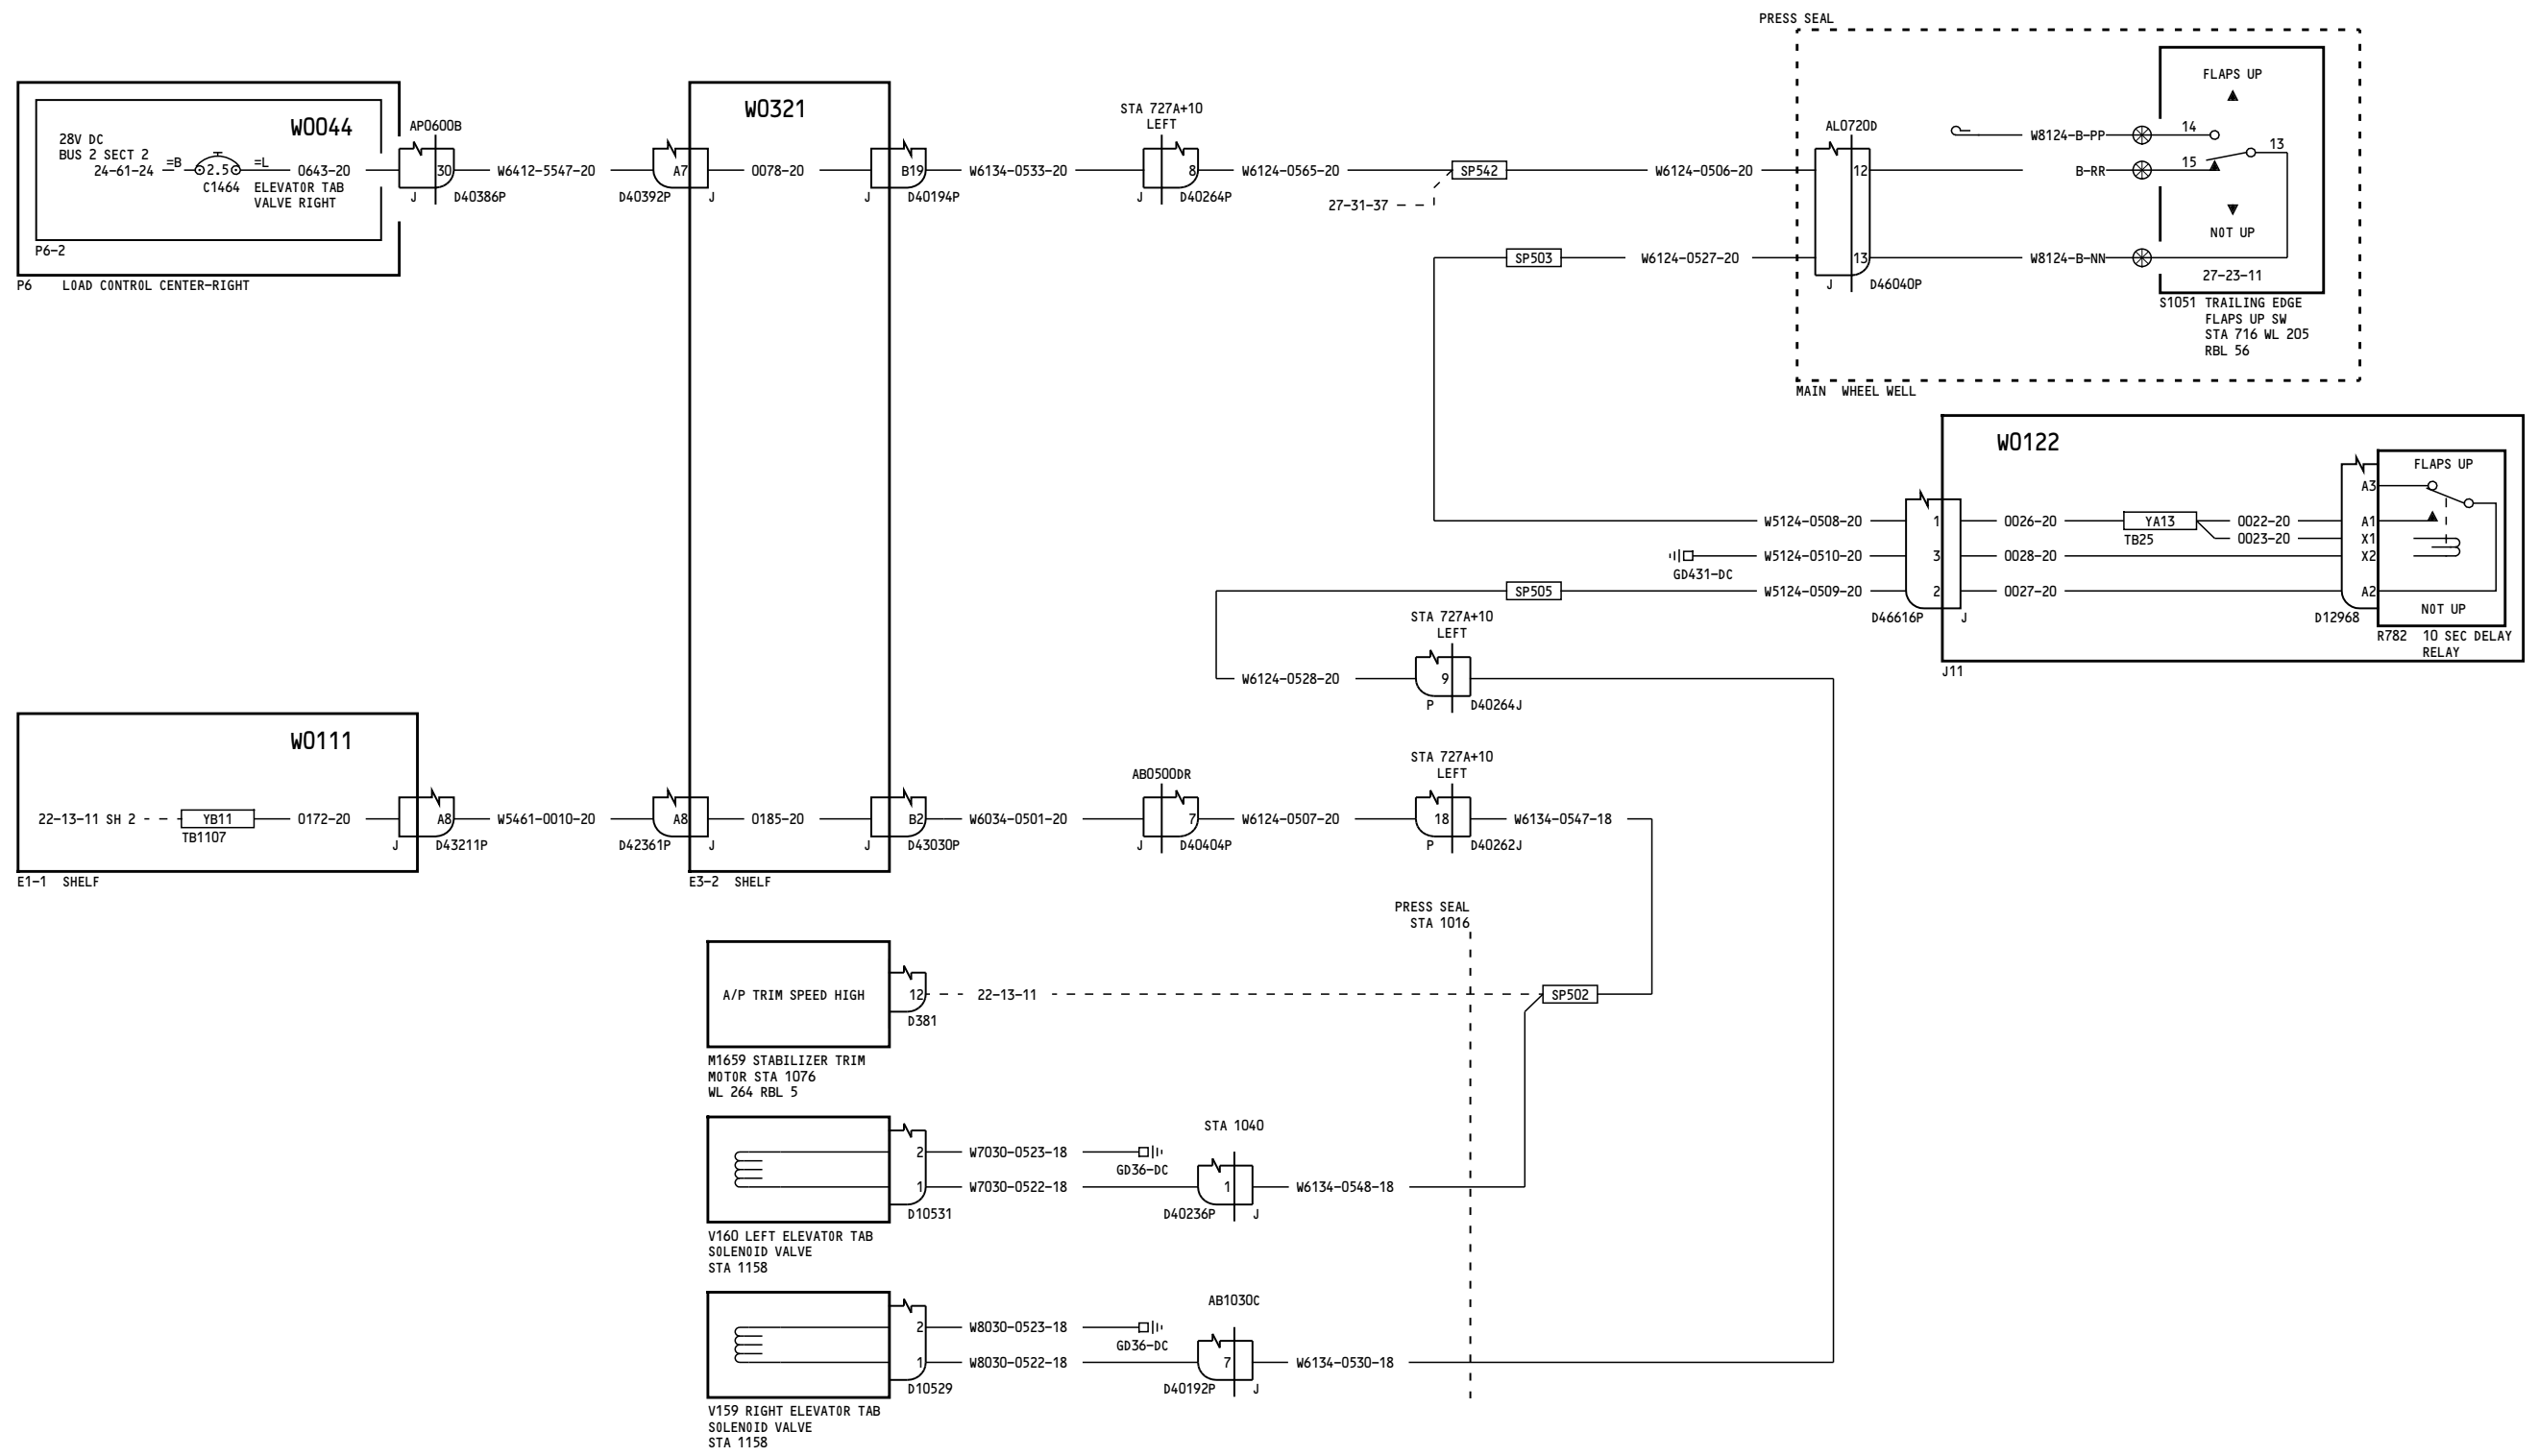 PRESS SEAL
FLAPS UP
14
13
15
NOT UP
27-23-11
S1051 TRAILING EDGE
FLAPS UP SW
STA 716 WL 205
RBL 56
MAIN WHEEL WELL
W0044
28V DC
BUS 2 SECT 2
24-61-24
=B
2.5
=L
C1464
ELEVATOR TAB
VALVE RIGHT
0643-20
P6-2
P6 LOAD CONTROL CENTER-RIGHT
AP0600B
30
J
D40386P
W6412-5547-20
A7
D40392P
J
W0321
0078-20
B19
J
D40194P
W6134-0533-20
STA 727A+10
LEFT
8
J
D40264P
W6124-0565-20
SP542
27-31-37
W6124-0506-20
AL0720D
12
13
J
D46040P
W8124-B-PP
B-RR
W8124-B-NN
SP503
W6124-0527-20
W0122
FLAPS UP
A3
A1
X1
X2
A2
NOT UP
D12968
R782 10 SEC DELAY
RELAY
J11
W5124-0508-20
1
0026-20
YA13
TB25
0022-20
0023-20
GD431-DC
W5124-0510-20
3
0028-20
SP505
W5124-0509-20
2
0027-20
D46616P
J
STA 727A+10
LEFT
W6124-0528-20
9
P
D40264J
W0111
22-13-11 SH 2
YB11
TB1107
0172-20
A8
J
D43211P
E1-1 SHELF
W5461-0010-20
A8
D42361P
J
0185-20
B2
J
D43030P
E3-2 SHELF
W6034-0501-20
AB0500DR
7
J
D40404P
W6124-0507-20
STA 727A+10
LEFT
18
P
D40262J
W6134-0547-18
PRESS SEAL
STA 1016
A/P TRIM SPEED HIGH
12
D381
22-13-11
SP502
M1659 STABILIZER TRIM
MOTOR STA 1076
WL 264 RBL 5
2
W7030-0523-18
GD36-DC
1
W7030-0522-18
D10531
STA 1040
1
D40236P
J
W6134-0548-18
V160 LEFT ELEVATOR TAB
SOLENOID VALVE
STA 1158
2
W8030-0523-18
GD36-DC
1
W8030-0522-18
D10529
AB1030C
7
D40192P
J
W6134-0530-18
V159 RIGHT ELEVATOR TAB
SOLENOID VALVE
STA 1158